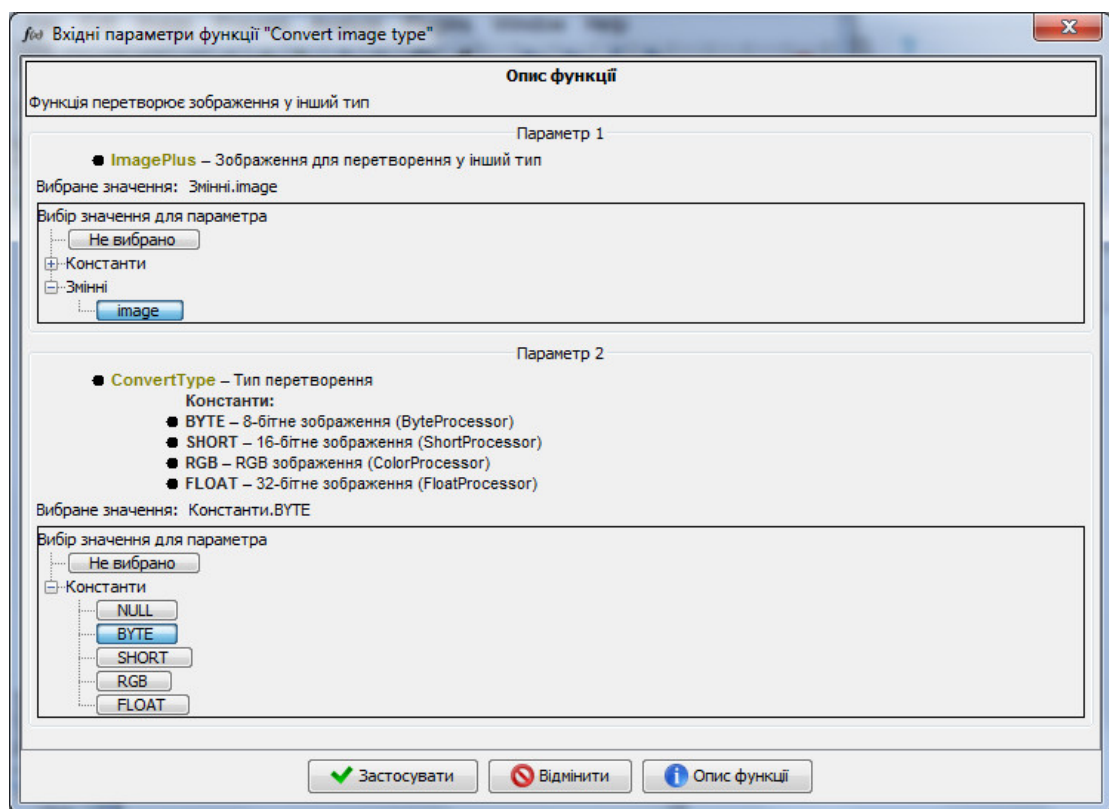 f(x) Вхідні параметри функції "Convert image type"
Опис функції
Функція перетворює зображення у інший тип
Параметр 1
ImagePlus – Зображення для перетворення у інший тип
Вибране значення: Змінні.image
Вибір значення для параметра
Не вибрано
Константи
Змінні
image
Параметр 2
ConvertType – Тип перетворення
Константи:
BYTE – 8-бітне зображення (ByteProcessor)
SHORT – 16-бітне зображення (ShortProcessor)
RGB – RGB зображення (ColorProcessor)
FLOAT – 32-бітне зображення (FloatProcessor)
Вибране значення: Константи.BYTE
Вибір значення для параметра
Не вибрано
Константи
NULL
BYTE
SHORT
RGB
FLOAT
Застосувати Відмінити Опис функції